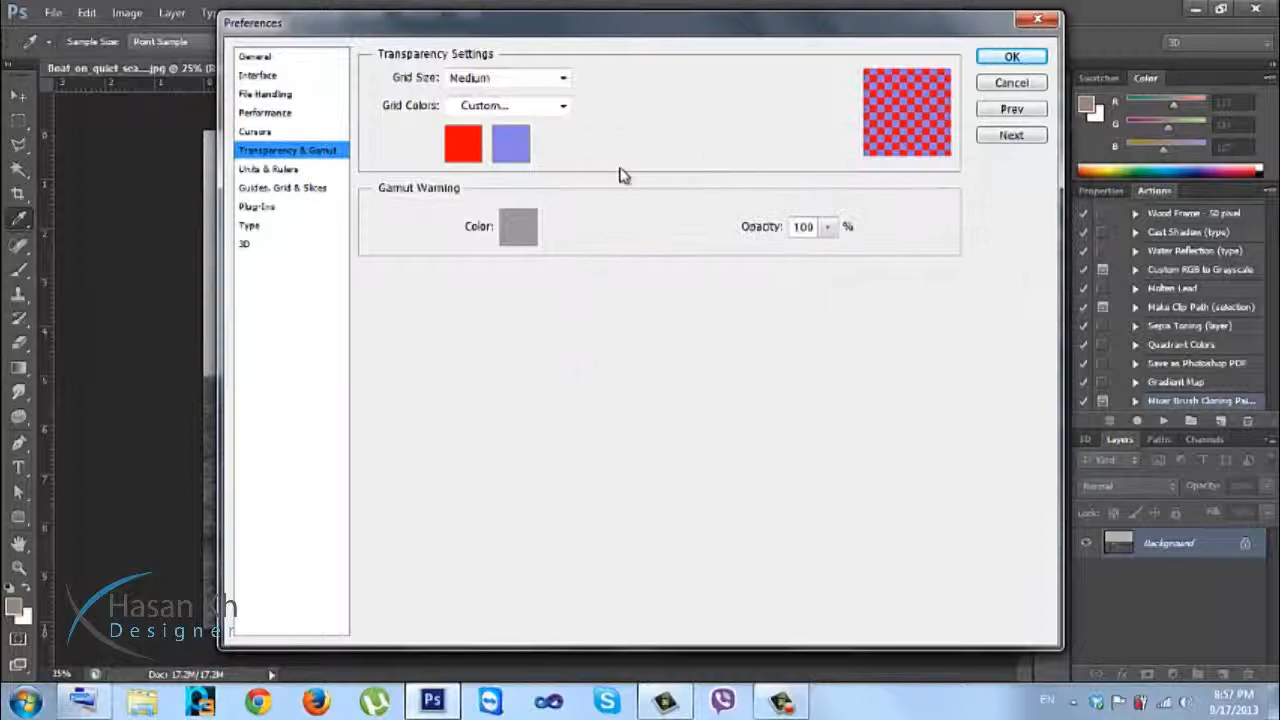 Ps File Edit Image Layer
Preferences
Sample Size: Point Sample
3D
Boat on quiet sea....jpg @ 25%
General
Interface
File Handling
Performance
Cursors
Transparency & Gamut
Units & Rulers
Guides, Grid & Slices
Plug-Ins
Type
3D
Transparency Settings
Grid Size: Medium
Grid Colors: Custom...
Gamut Warning
Color:
Opacity: 100 %
OK
Cancel
Prev
Next
Swatches Color
R
G
B
Properties Actions
Wood Frame - 50 pixel
Cast Shadow (type)
Water Reflection (type)
Custom RGB to Grayscale
Molten Lead
Make Clip Path (selection)
Sepia Toning (layer)
Quadrant Colors
Save as Photoshop PDF
Gradient Map
Mixer Brush Cloning Pai...
3D Layers Paths Channels
Kind
Normal Opacity:
Lock: Fill:
Background
Hasan Kh
Designer
25% Doc: 17.2M/17.2M
EN
8:57 PM
9/17/2013